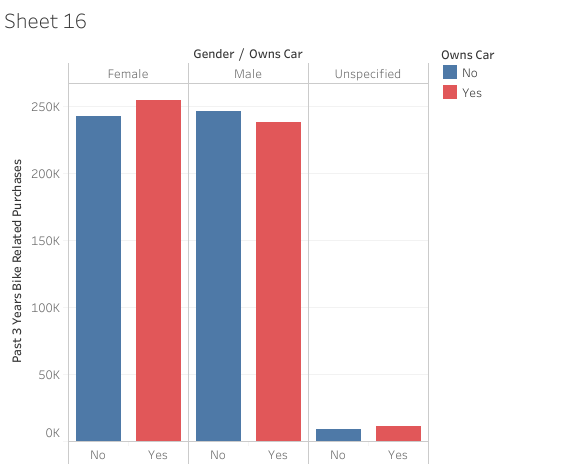 Sheet 16
Gender / Owns Car
Female Male Unspecified
Owns Car
No
Yes
Past 3 Years Bike Related Purchases
250K
200K
150K
100K
50K
0K
No Yes No Yes No Yes